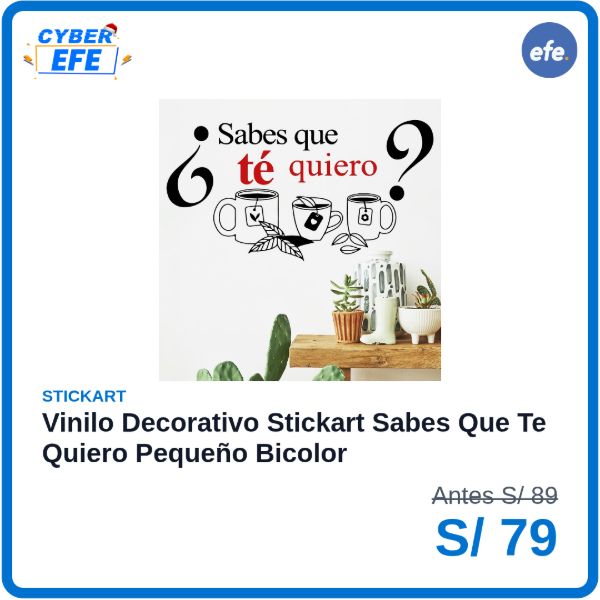 CYBER
EFE
efe.
¿Sabes que
té quiero?
STICKART
Vinilo Decorativo Stickart Sabes Que Te
Quiero Pequeño Bicolor
Antes S/ 89
S/ 79